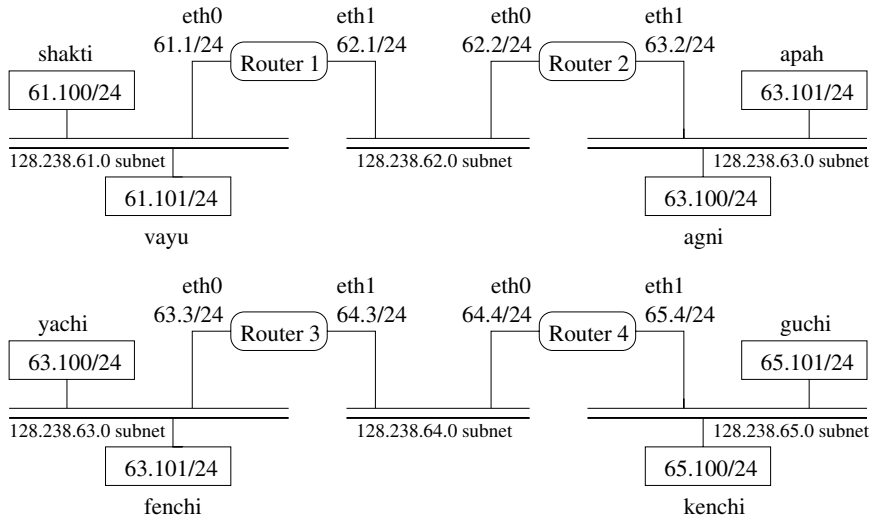 eth0 eth1 eth0 eth1
61.1/24 62.1/24 62.2/24 63.2/24
shakti apah
Router 1 Router 2
61.100/24 63.101/24
128.238.61.0 subnet 128.238.62.0 subnet 128.238.63.0 subnet
61.101/24 63.100/24
vayu agni
eth0 eth1 eth0 eth1
63.3/24 64.3/24 64.4/24 65.4/24
yachi guchi
Router 3 Router 4
63.100/24 65.101/24
128.238.63.0 subnet 128.238.64.0 subnet 128.238.65.0 subnet
63.101/24 65.100/24
fenchi kenchi